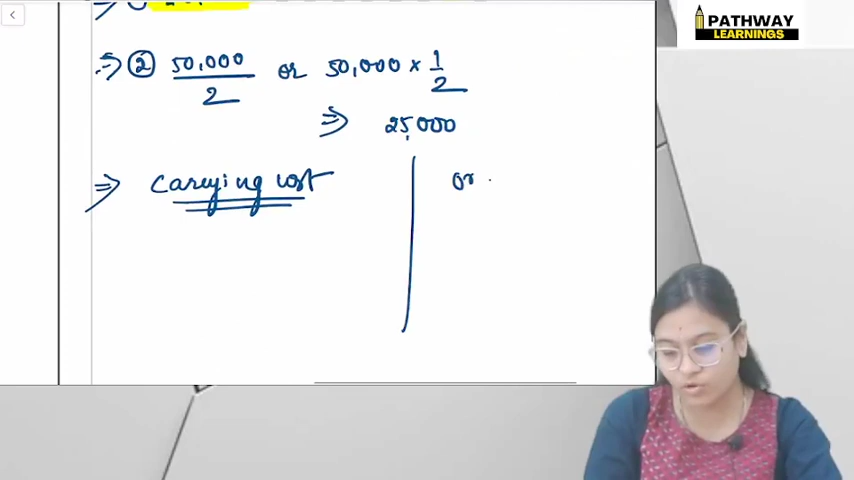 PATHWAY
LEARNINGS
⇒ ② 50,000 / 2 or 50,000 × 1/2
⇒ 25,000
⇒ Carrying cost or